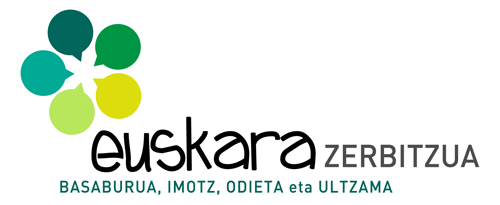 euskara ZERBITZUA
BASABURUA, IMOTZ, ODIETA eta ULTZAMA